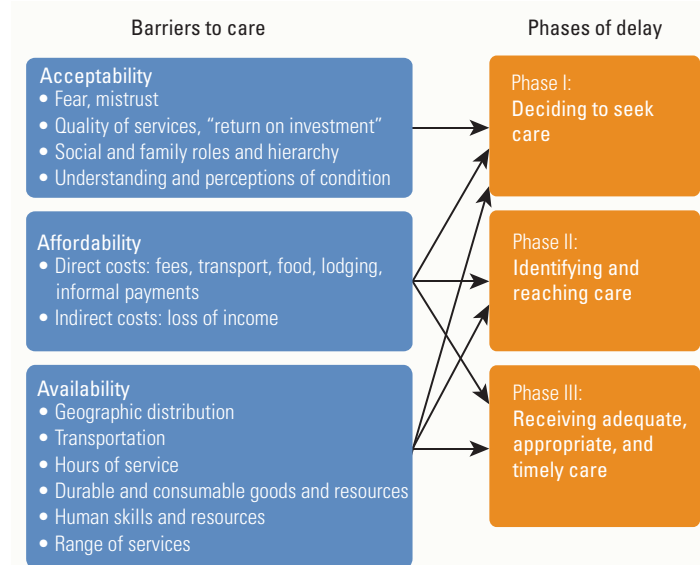 Barriers to care
Phases of delay
Acceptability
• Fear, mistrust
• Quality of services, “return on investment”
• Social and family roles and hierarchy
• Understanding and perceptions of condition
Affordability
• Direct costs: fees, transport, food, lodging,
informal payments
• Indirect costs: loss of income
Availability
• Geographic distribution
• Transportation
• Hours of service
• Durable and consumable goods and resources
• Human skills and resources
• Range of services
Phase I:
Deciding to seek
care
Phase II:
Identifying and
reaching care
Phase III:
Receiving adequate,
appropriate, and
timely care